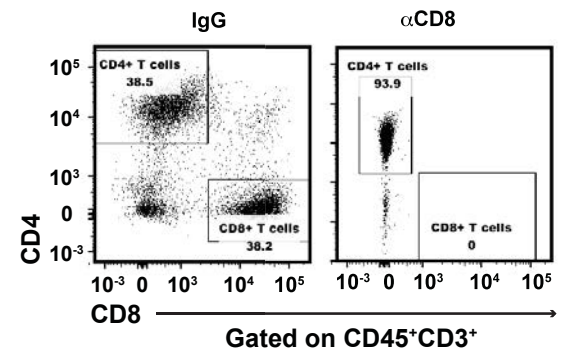 IgG
αCD8
CD4+ T cells
38.5
CD4+ T cells
93.9
10⁵
10⁴
10³
0
10⁻³
CD4
CD8+ T cells
38.2
CD8+ T cells
0
10⁻³ 0 10³ 10⁴ 10⁵
10⁻³ 0 10³ 10⁴ 10⁵
CD8
Gated on CD45⁺CD3⁺